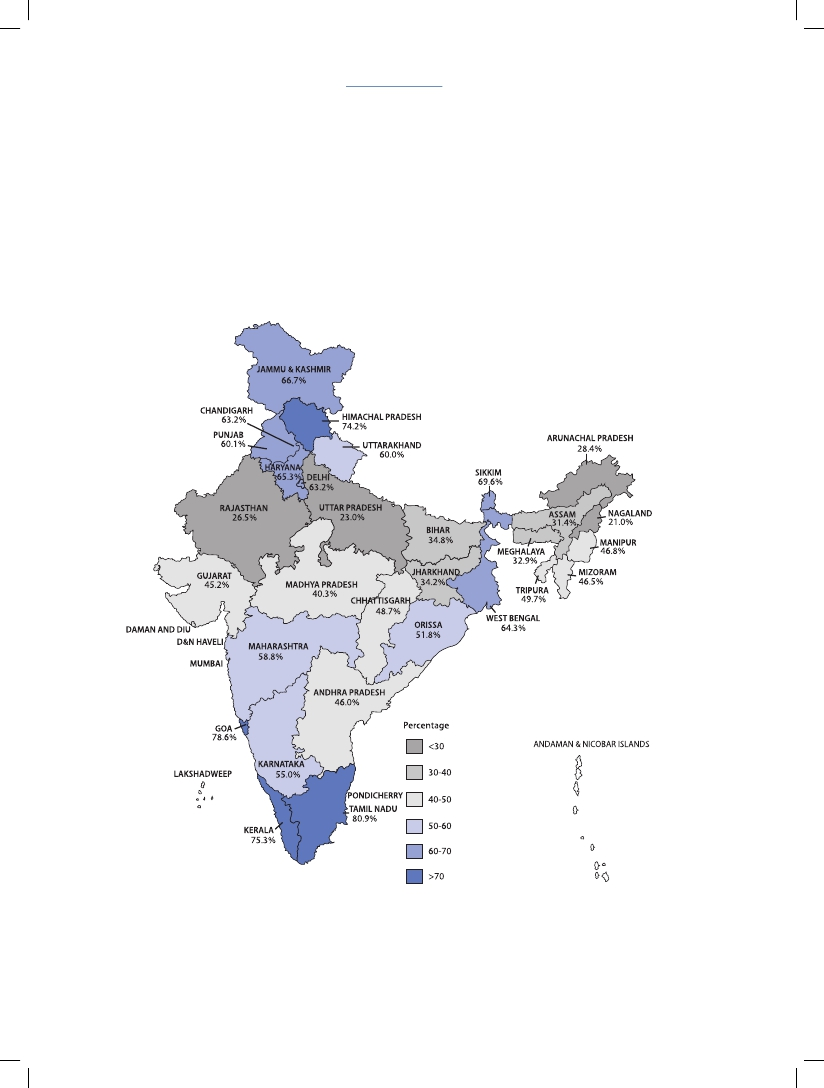 JAMMU & KASHMIR
66.7%
CHANDIGARH
63.2%
HIMACHAL PRADESH
74.2%
PUNJAB
60.1%
UTTARAKHAND
60.0%
ARUNACHAL PRADESH
28.4%
HARYANA
65.3%
DELHI
63.2%
SIKKIM
69.6%
RAJASTHAN
26.5%
UTTAR PRADESH
23.0%
ASSAM
31.4%
NAGALAND
21.0%
BIHAR
34.8%
MANIPUR
46.8%
MEGHALAYA
32.9%
GUJARAT
45.2%
MADHYA PRADESH
40.3%
JHARKHAND
34.2%
MIZORAM
46.5%
TRIPURA
49.7%
CHHATTISGARH
48.7%
WEST BENGAL
64.3%
ORISSA
51.8%
DAMAN AND DIU
D&N HAVELI
MAHARASHTRA
58.8%
MUMBAI
ANDHRA PRADESH
46.0%
GOA
78.6%
KARNATAKA
55.0%
LAKSHADWEEP
PONDICHERRY
TAMIL NADU
80.9%
KERALA
75.3%
Percentage
<30
30-40
40-50
50-60
60-70
>70
ANDAMAN & NICOBAR ISLANDS